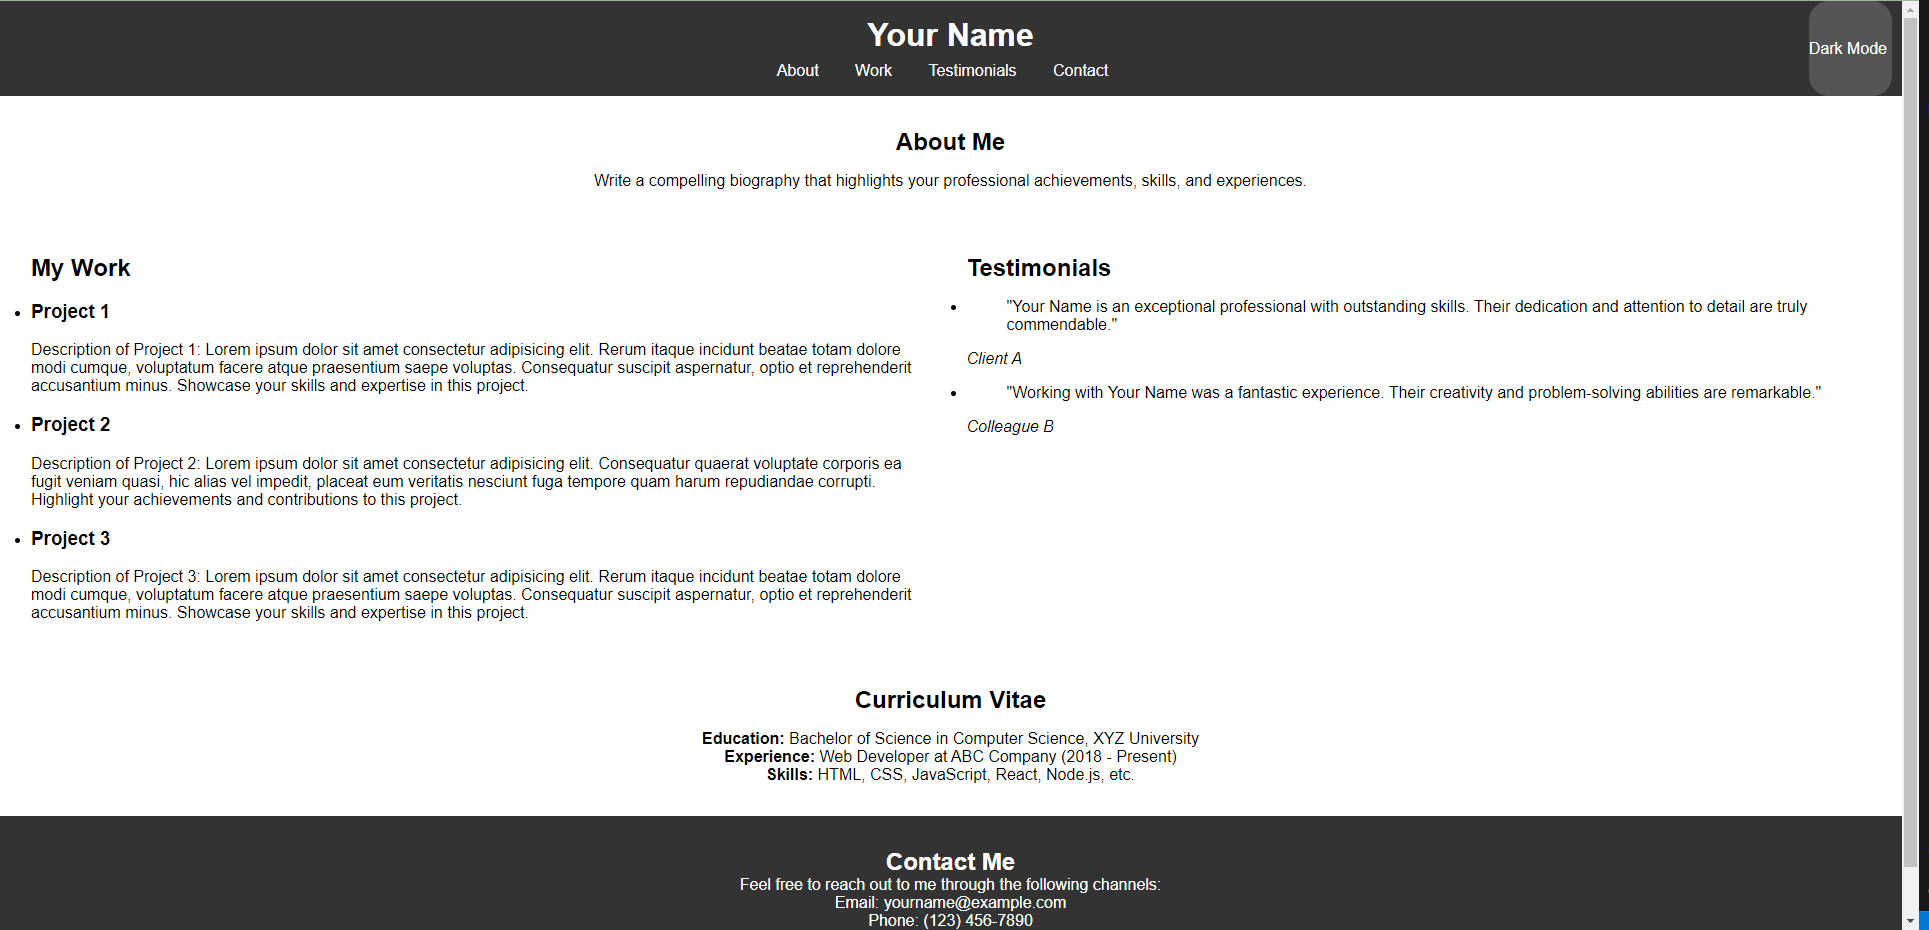 Your Name
Dark Mode
About Work Testimonials Contact
About Me
Write a compelling biography that highlights your professional achievements, skills, and experiences.
My Work
Project 1
Description of Project 1: Lorem ipsum dolor sit amet consectetur adipisicing elit. Rerum itaque incidunt beatae totam dolore
modi cumque, voluptatum facere atque praesentium saepe voluptas. Consequatur suscipit aspernatur, optio et reprehenderit
accusantium minus. Showcase your skills and expertise in this project.
Project 2
Description of Project 2: Lorem ipsum dolor sit amet consectetur adipisicing elit. Consequatur quaerat voluptate corporis ea
fugit veniam quasi, hic alias vel impedit, placeat eum veritatis nesciunt fuga tempore quam harum repudiandae corrupti.
Highlight your achievements and contributions to this project.
Project 3
Description of Project 3: Lorem ipsum dolor sit amet consectetur adipisicing elit. Rerum itaque incidunt beatae totam dolore
modi cumque, voluptatum facere atque praesentium saepe voluptas. Consequatur suscipit aspernatur, optio et reprehenderit
accusantium minus. Showcase your skills and expertise in this project.
Testimonials
"Your Name is an exceptional professional with outstanding skills. Their dedication and attention to detail are truly
commendable."
Client A
"Working with Your Name was a fantastic experience. Their creativity and problem-solving abilities are remarkable."
Colleague B
Curriculum Vitae
Education: Bachelor of Science in Computer Science, XYZ University
Experience: Web Developer at ABC Company (2018 - Present)
Skills: HTML, CSS, JavaScript, React, Node.js, etc.
Contact Me
Feel free to reach out to me through the following channels:
Email: yourname@example.com
Phone: (123) 456-7890